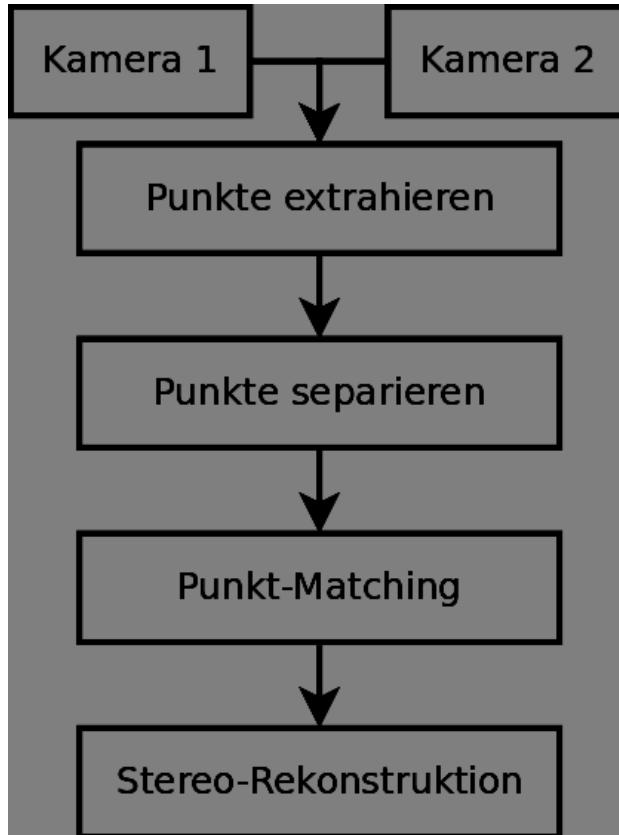 Kamera 1
Kamera 2
Punkte extrahieren
Punkte separieren
Punkt-Matching
Stereo-Rekonstruktion